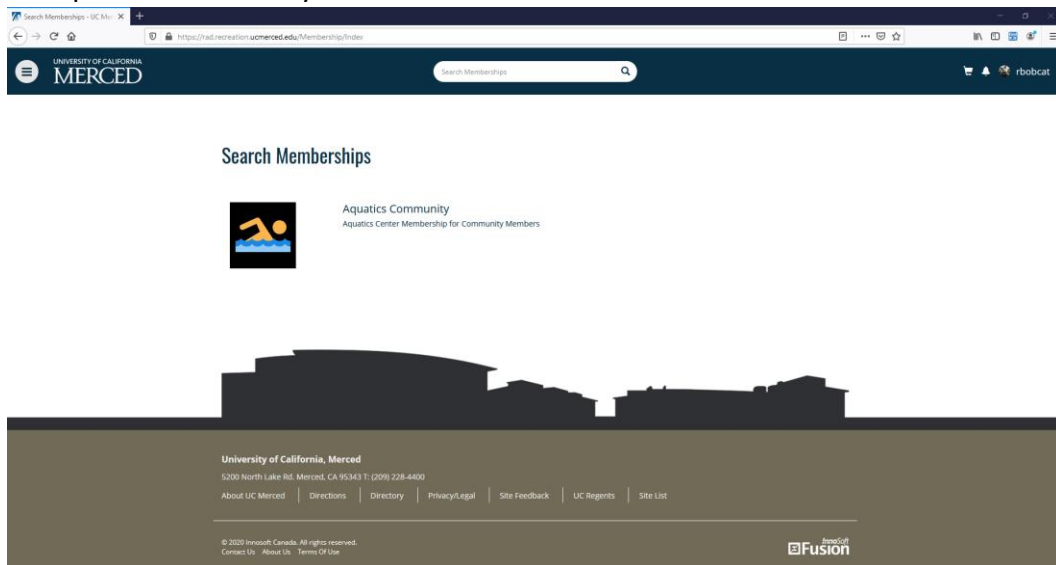 Search Memberships - UC Mer
https://rad.recreation.ucmerced.edu/Membership/Index
UNIVERSITY OF CALIFORNIA
MERCED
Search Memberships
rbobcat
Search Memberships
Aquatics Community
Aquatics Center Membership for Community Members
University of California, Merced
5200 North Lake Rd. Merced, CA 95343 T: (209) 228-4400
About UC Merced Directions Directory Privacy/Legal Site Feedback UC Regents Site List
© 2020 Innosoft Canada. All rights reserved.
Contact Us About Us Terms Of Use
InnoSoft
Fusion